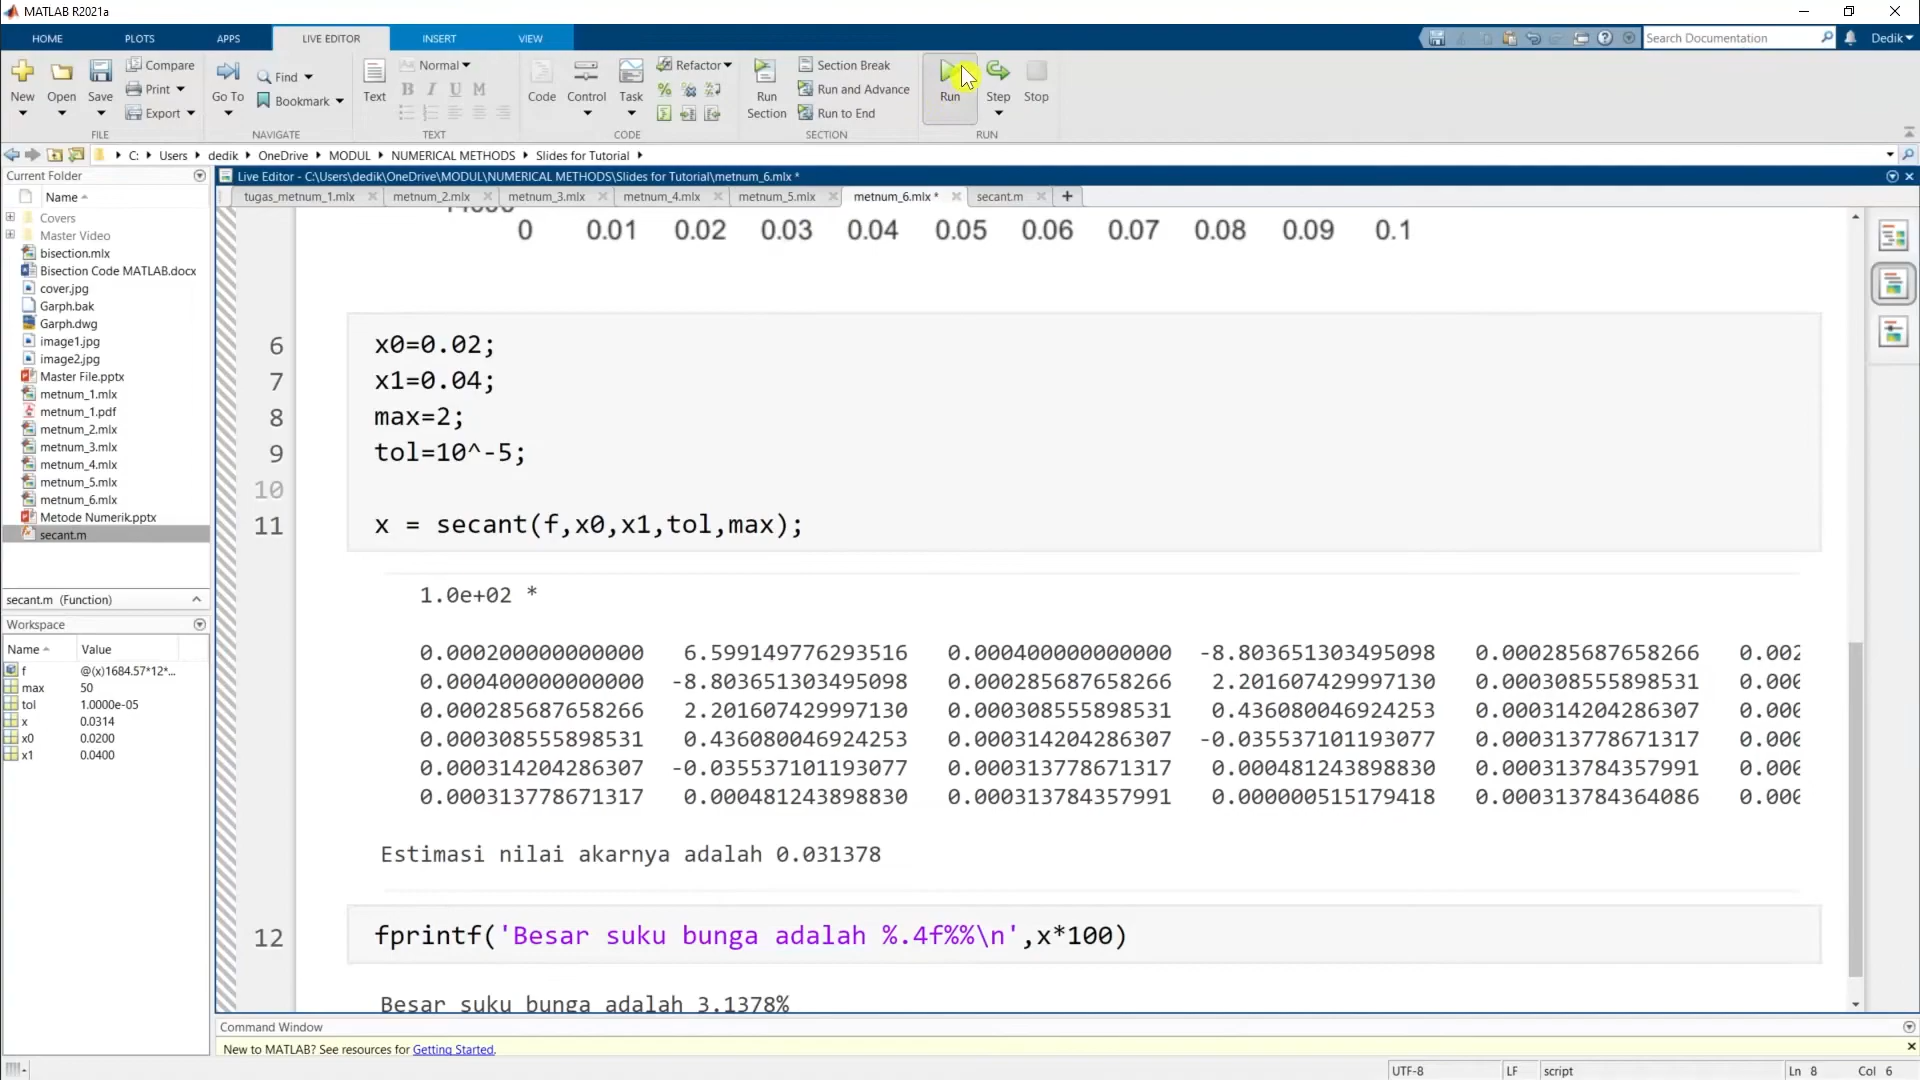 MATLAB R2021a
HOME PLOTS APPS LIVE EDITOR INSERT VIEW
Search Documentation
Dedik
New Open Save Compare Print Export
FILE
Go To Find Bookmark
NAVIGATE
Text Normal B I U M
TEXT
Code Control Task Refactor
CODE
Run Section Section Break Run and Advance Run to End
SECTION
Run Step Stop
RUN
C: Users dedik OneDrive MODUL NUMERICAL METHODS Slides for Tutorial
Current Folder
Name
Covers
Master Video
bisection.mlx
Bisection Code MATLAB.docx
cover.jpg
Garph.bak
Garph.dwg
image1.jpg
image2.jpg
Master File.pptx
metnum_1.mlx
metnum_1.pdf
metnum_2.mlx
metnum_3.mlx
metnum_4.mlx
metnum_5.mlx
metnum_6.mlx
Metode Numerik.pptx
secant.m
secant.m (Function)
Workspace
Name Value
f @(x)1684.57*12*...
max 50
tol 1.0000e-05
x 0.0314
x0 0.0200
x1 0.0400
Live Editor - C:\Users\dedik\OneDrive\MODUL\NUMERICAL METHODS\Slides for Tutorial\metnum_6.mlx *
tugas_metnum_1.mlx metnum_2.mlx metnum_3.mlx metnum_4.mlx metnum_5.mlx metnum_6.mlx * secant.m
0 0.01 0.02 0.03 0.04 0.05 0.06 0.07 0.08 0.09 0.1
6 x0=0.02;
7 x1=0.04;
8 max=2;
9 tol=10^-5;
10
11 x = secant(f,x0,x1,tol,max);
1.0e+02 *
0.000200000000000 6.599149776293516 0.000400000000000 -8.803651303495098 0.000285687658266 0.002
0.000400000000000 -8.803651303495098 0.000285687658266 2.201607429997130 0.000308555898531 0.000
0.000285687658266 2.201607429997130 0.000308555898531 0.436080046924253 0.000314204286307 0.000
0.000308555898531 0.436080046924253 0.000314204286307 -0.035537101193077 0.000313778671317 0.000
0.000314204286307 -0.035537101193077 0.000313778671317 0.000481243898830 0.000313784357991 0.000
0.000313778671317 0.000481243898830 0.000313784357991 0.000000515179418 0.000313784364086 0.000
Estimasi nilai akarnya adalah 0.031378
12 fprintf('Besar suku bunga adalah %.4f%%\n',x*100)
Besar suku bunga adalah 3.1378%
Command Window
New to MATLAB? See resources for Getting Started.
UTF-8 LF script Ln 8 Col 6